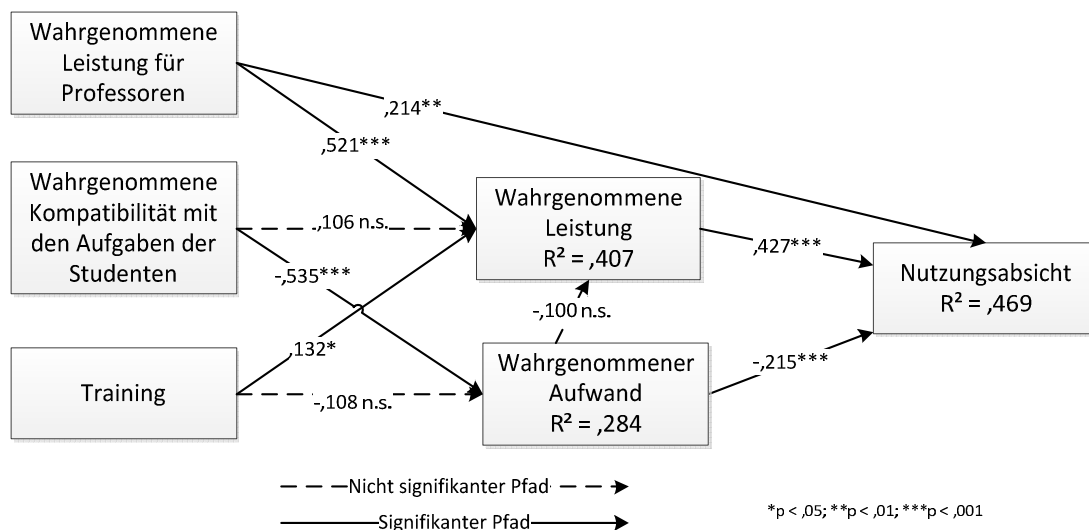 Wahrgenommene
Leistung für
Professoren
,214**
,521***
Wahrgenommene
Kompatibilität mit
den Aufgaben der
Studenten
,106 n.s.
Wahrgenommene
Leistung
R² = ,407
,427***
Nutzungsabsicht
R² = ,469
-,535***
-,100 n.s.
Training
,132*
-,108 n.s.
Wahrgenommener
Aufwand
R² = ,284
-,215***
Nicht signifikanter Pfad
Signifikanter Pfad
*p < ,05; **p < ,01; ***p < ,001